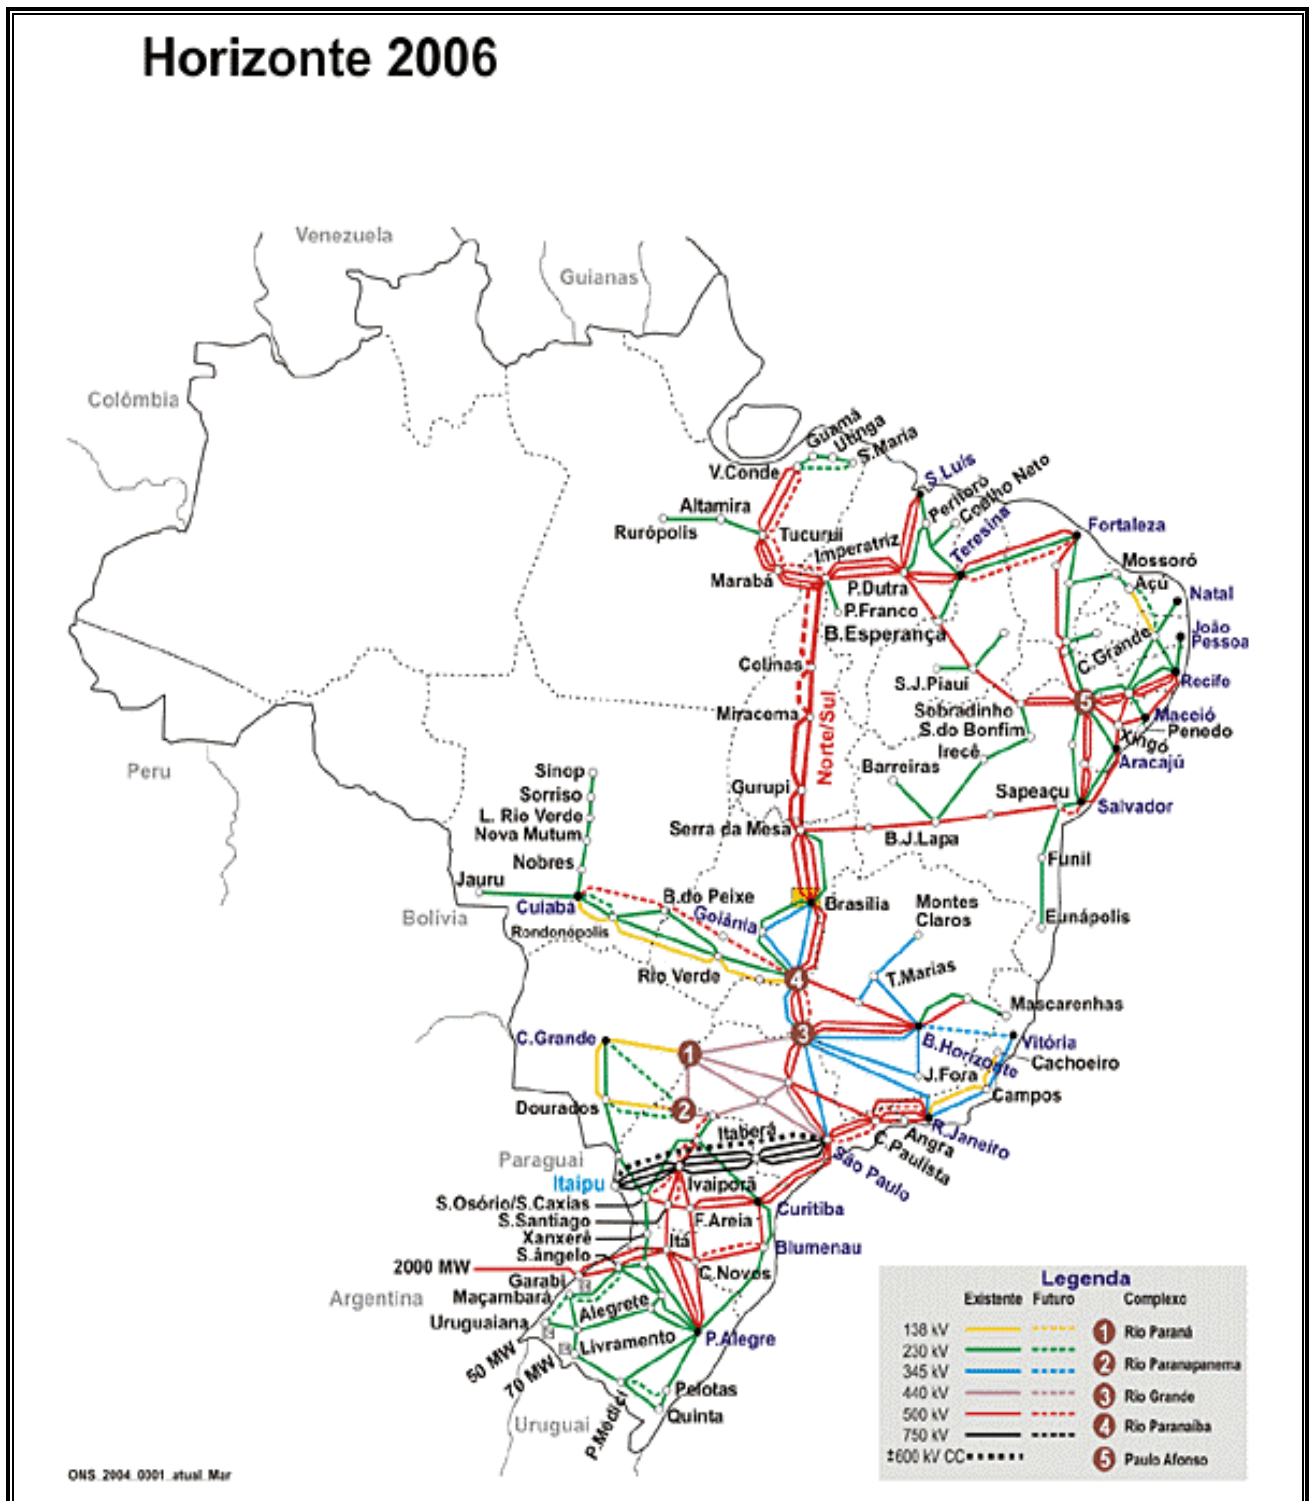 Horizonte 2006
Venezuela
Guianas
Colômbia
Guamá
Utinga
S.Maria
V.Conde
S.Luís
Peritoró
Coelho Neto
Altamira
Rurópolis
Tucuruí
Imperatriz
Teresina
Fortaleza
Marabá
P.Dutra
Mossoró
Açú
P.Franco
Natal
B.Esperança
João
Pessoa
C.Grande
Colinas
S.J.Piauí
Recife
Miracema
Norte/Sul
Sobradinho
5
Maceió
S.do Bonfim
Penedo
Xingó
Peru
Irecê
Aracajú
Sinop
Barreiras
Gurupi
Sapeaçu
Sorriso
Salvador
L. Rio Verde
Serra da Mesa
Nova Mutum
B.J.Lapa
Nobres
Funil
Jauru
B.do Peixe
Brasília
Montes
Claros
Cuiabá
Goiânia
Bolívia
Eunápolis
Rondonópolis
Rio Verde
4
T.Marias
Mascarenhas
C.Grande
3
1
B.Horizonte
Vitória
Cachoeiro
J.Fora
Campos
Dourados
2
Itaberá
Angra
R.Janeiro
C.Paulista
Paraguai
São Paulo
Itaipu
Ivaiporã
S.Osório/S.Caxias
Curitiba
S.Santiago
F.Areia
Xanxerê
Itá
Blumenau
S.ângelo
2000 MW
C.Novos
Garabi
Argentina
Maçambará
Alegrete
Uruguaiana
Livramento
P.Alegre
50 MW
70 MW
Pelotas
Uruguai
P.Médici
Quinta
Legenda
Existente Futuro Complexo
138 kV 1 Rio Paraná
230 kV
345 kV 2 Rio Paranapanema
440 kV 3 Rio Grande
500 kV
750 kV 4 Rio Paranaíba
±600 kV CC 5 Paulo Afonso
ONS_2004_0001_atual_Mar